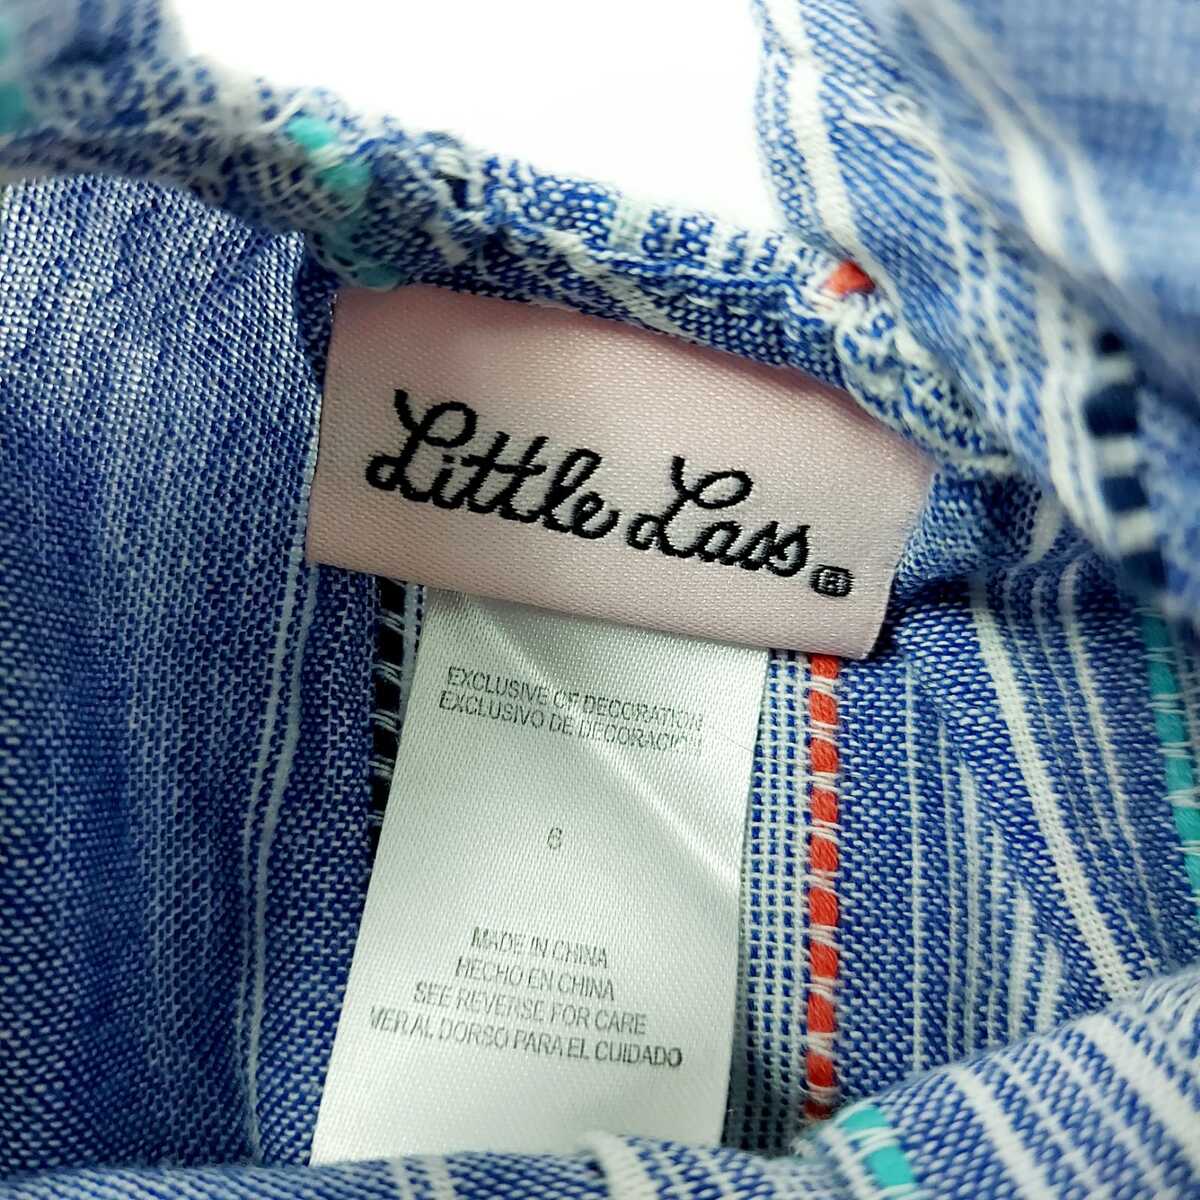 Little Lass ®
EXCLUSIVE OF DECORATION
EXCLUSIVO DE DECORACIÓN
6
MADE IN CHINA
HECHO EN CHINA
SEE REVERSE FOR CARE
VER AL DORSO PARA EL CUIDADO